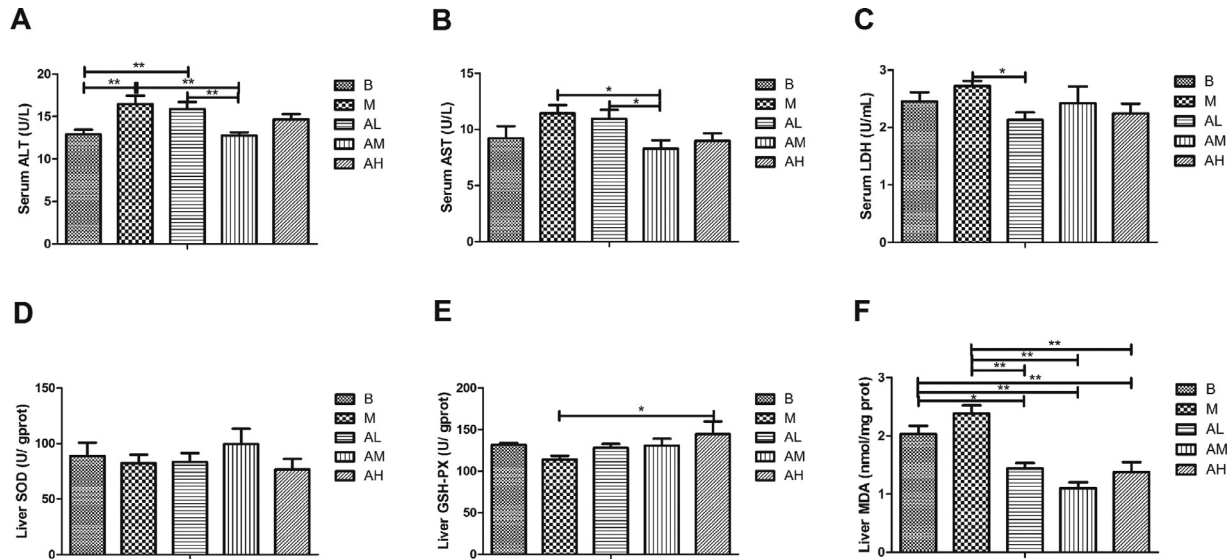 A
Serum ALT (U/L)
20
15
10
5
0
**
** **
**
B
M
AL
AM
AH
B
Serum AST (U/L)
15
10
5
0
*
*
B
M
AL
AM
AH
C
Serum LDH (U/mL)
3
2
1
0
*
B
M
AL
AM
AH
D
Liver SOD (U/ gprot)
150
100
50
0
B
M
AL
AM
AH
E
Liver GSH-PX (U/ gprot)
200
150
100
50
0
*
B
M
AL
AM
AH
F
Liver MDA (nmol/mg prot)
3
2
1
0
**
**
**
**
**
*
B
M
AL
AM
AH